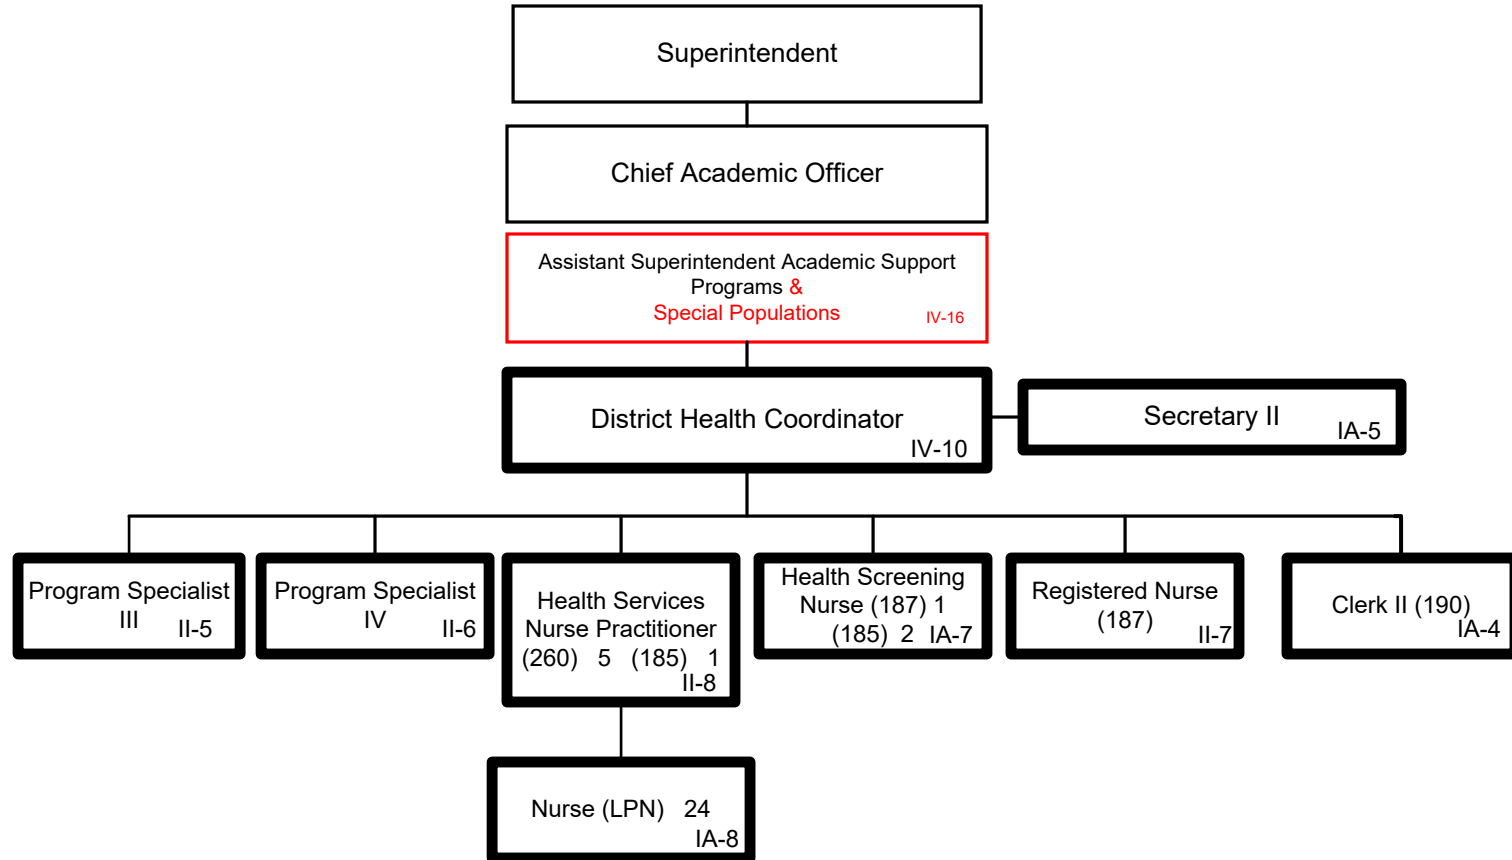 Superintendent
Chief Academic Officer
Assistant Superintendent Academic Support
Programs &
Special Populations
IV-16
District Health Coordinator
IV-10
Secretary II
IA-5
Program Specialist
III
II-5
Program Specialist
IV
II-6
Health Services
Nurse Practitioner
(260) 5 (185) 1
II-8
Health Screening
Nurse (187) 1
(185) 2 IA-7
Registered Nurse
(187)
II-7
Clerk II (190)
IA-4
Nurse (LPN) 24
IA-8